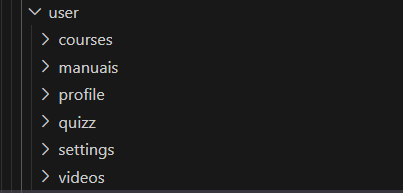 user
courses
manuais
profile
quizz
settings
videos